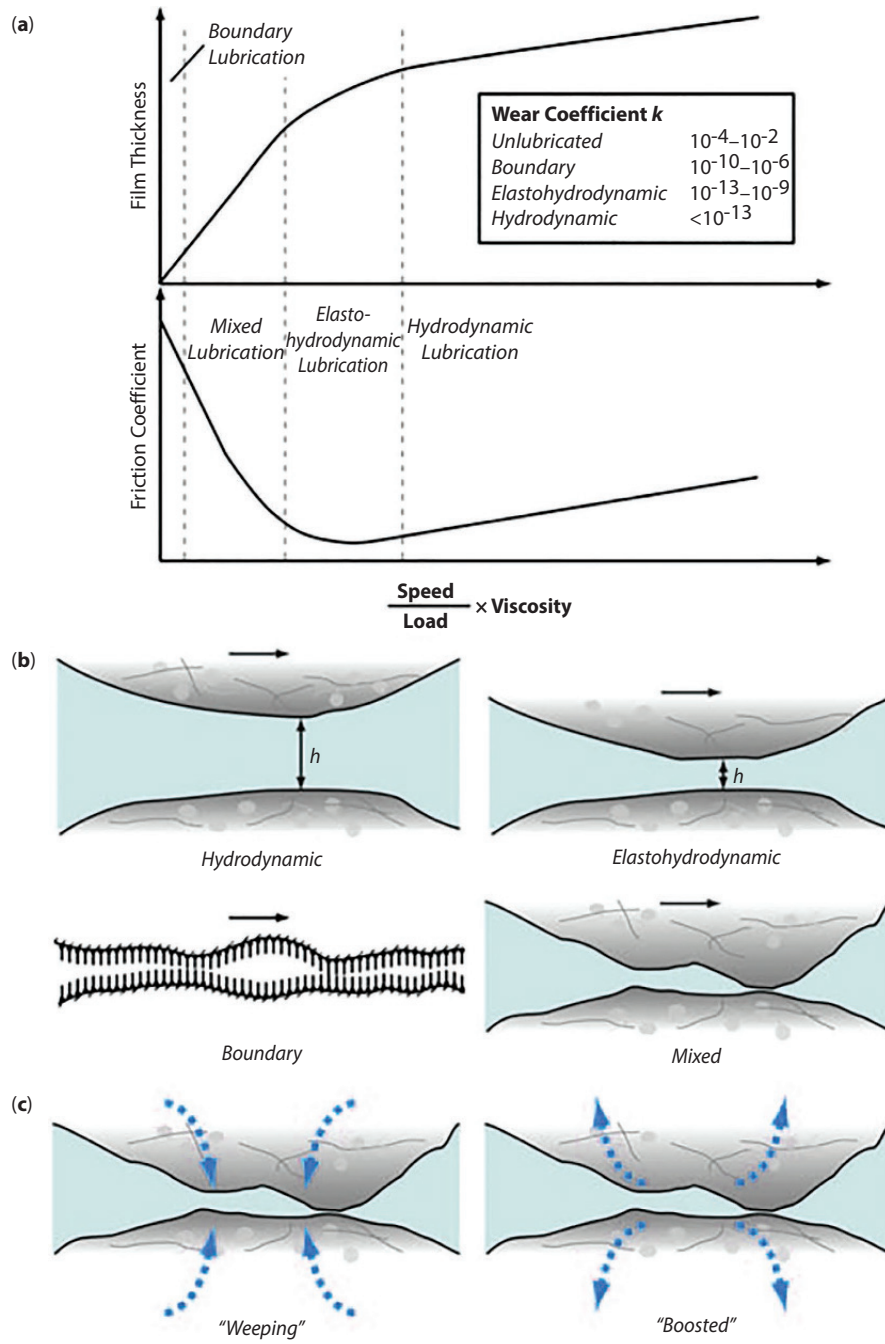 (a)
Boundary
Lubrication
Film Thickness
Wear Coefficient k
Unlubricated 10⁻⁴–10⁻²
Boundary 10⁻¹⁰–10⁻⁶
Elastohydrodynamic 10⁻¹³–10⁻⁹
Hydrodynamic <10⁻¹³
Friction Coefficient
Mixed
Lubrication
Elasto-
hydrodynamic
Lubrication
Hydrodynamic
Lubrication
Speed
Load
× Viscosity
(b)
h
h
Hydrodynamic
Elastohydrodynamic
Boundary
Mixed
(c)
"Weeping"
"Boosted"